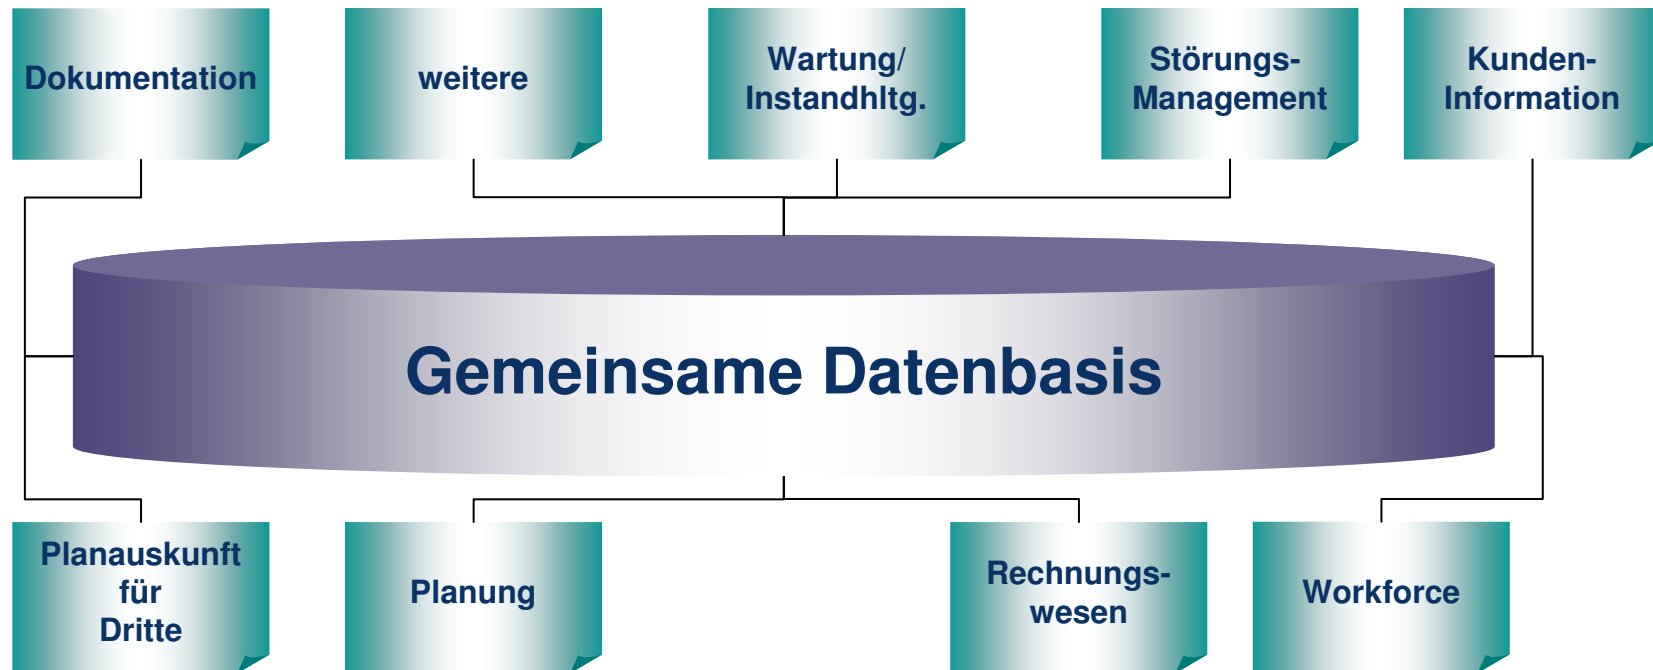 Dokumentation
weitere
Wartung/
Instandhltg.
Störungs-
Management
Kunden-
Information
Gemeinsame Datenbasis
Planauskunft
für
Dritte
Planung
Rechnungs-
wesen
Workforce